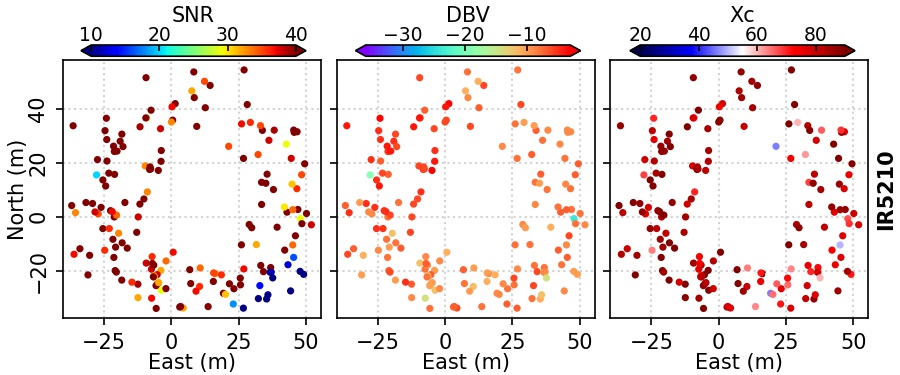 SNR DBV Xc
10 20 30 40 −30 −20 −10 20 40 60 80
40
20
0
−20
North (m)
IR5210
−25 0 25 50 −25 0 25 50 −25 0 25 50
East (m) East (m) East (m)